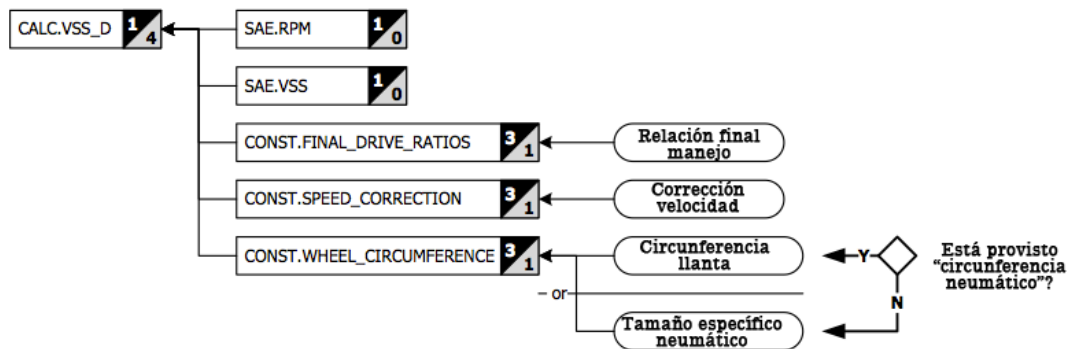 CALC.VSS_D 1 4
SAE.RPM 1 0
SAE.VSS 1 0
CONST.FINAL_DRIVE_RATIOS 3 1
Relación final
manejo
CONST.SPEED_CORRECTION 3 1
Corrección
velocidad
CONST.WHEEL_CIRCUMFERENCE 3 1
Circunferencia
llanta
Y
Está provisto
“circunferencia
neumático”?
N
or
Tamaño específico
neumático